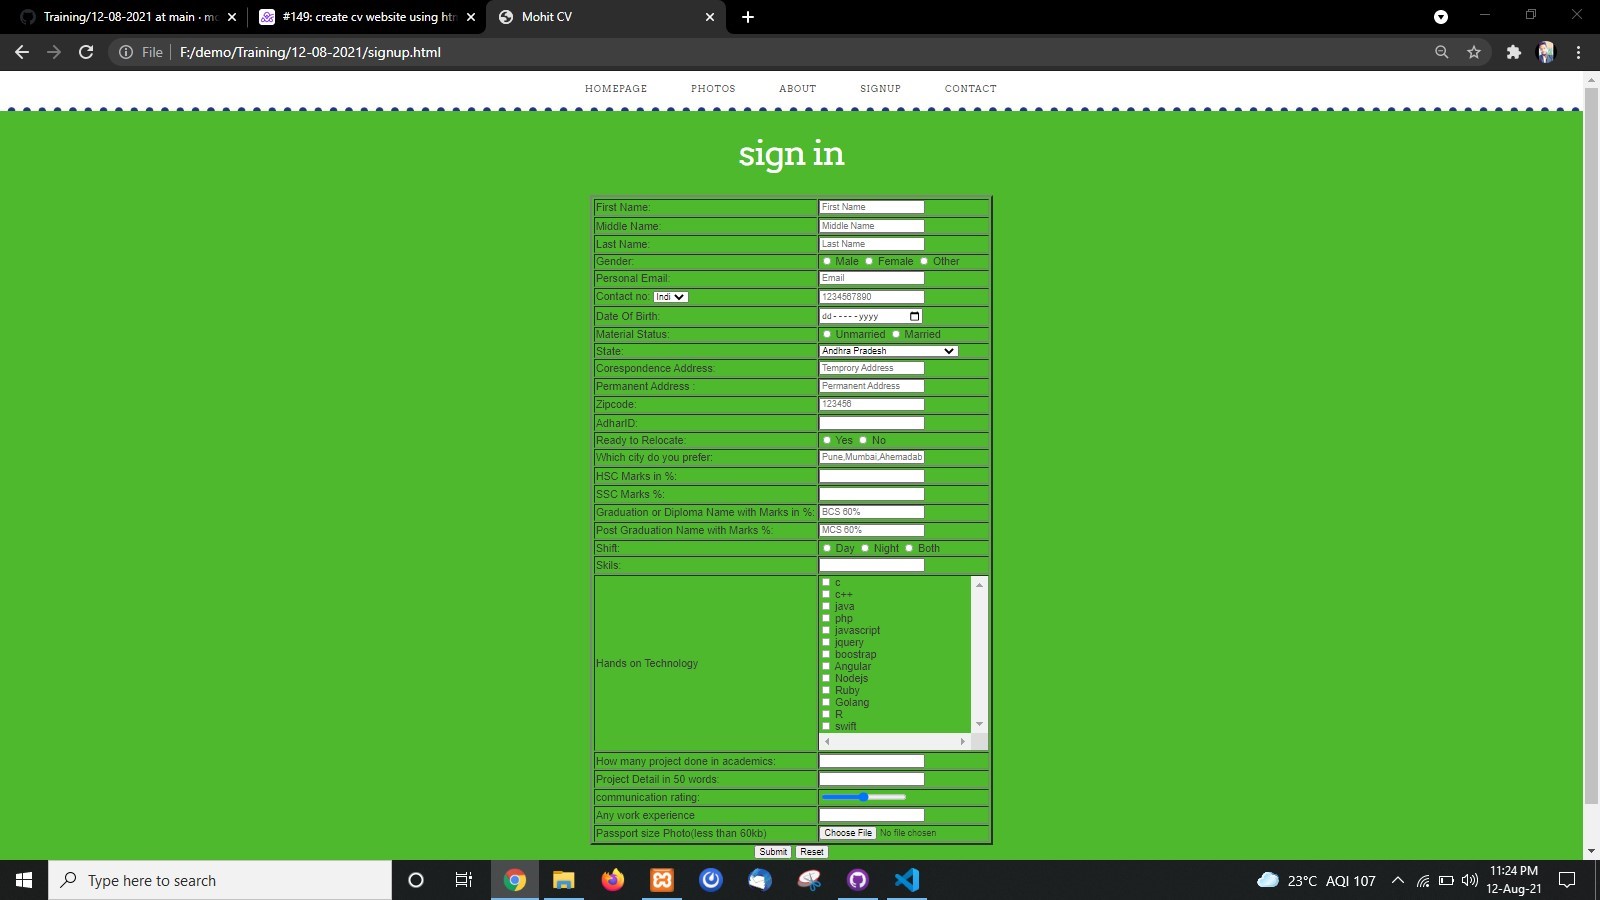 Training/12-08-2021 at main · mo
#149: create cv website using htm
Mohit CV
File F:/demo/Training/12-08-2021/signup.html
HOMEPAGE PHOTOS ABOUT SIGNUP CONTACT
sign in
First Name: First Name
Middle Name: Middle Name
Last Name: Last Name
Gender: Male Female Other
Personal Email: Email
Contact no: Indi 1234567890
Date Of Birth: dd-----yyyy
Material Status: Unmarried Married
State: Andhra Pradesh
Corespondence Address: Temprory Address
Permanent Address : Permanent Address
Zipcode: 123456
AdharID:
Ready to Relocate: Yes No
Which city do you prefer: Pune,Mumbai,Ahemadab
HSC Marks in %:
SSC Marks %:
Graduation or Diploma Name with Marks in %: BCS 60%
Post Graduation Name with Marks %: MCS 60%
Shift: Day Night Both
Skils:
Hands on Technology
c
c++
java
php
javascript
jquery
boostrap
Angular
Nodejs
Ruby
Golang
R
swift
How many project done in academics:
Project Detail in 50 words:
communication rating:
Any work experience
Passport size Photo(less than 60kb) Choose File No file chosen
Submit Reset
Type here to search
23°C AQI 107
11:24 PM
12-Aug-21